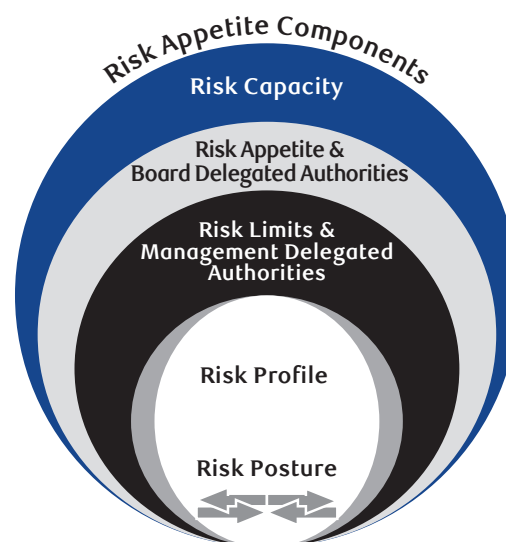 Risk Appetite Components
Risk Capacity
Risk Appetite &
Board Delegated Authorities
Risk Limits &
Management Delegated
Authorities
Risk Profile
Risk Posture